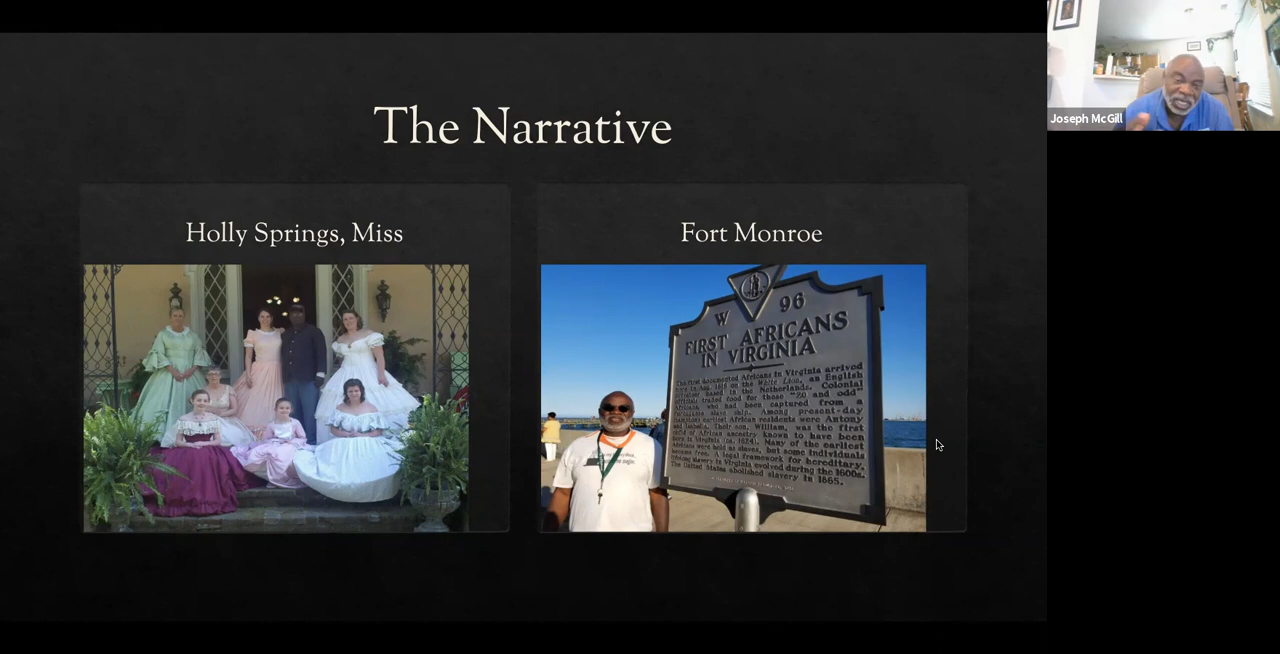 The Narrative
Holly Springs, Miss
Fort Monroe
W 96
FIRST AFRICANS
IN VIRGINIA
The first documented Africans in Virginia arrived
here in Aug. 1619 on the White Lion, an English
privateer based in the Netherlands. Colonial
officials traded food for these "20 and odd"
Africans, who had been captured from a
Portuguese slave ship. Among present-day
Hampton's earliest African residents were Antony
and Isabella. Their son, William, was the first
child of African ancestry known to have been
born in Virginia (ca. 1624). Many of the earliest
Africans were held as slaves, but some individuals
became free. A legal framework for hereditary,
lifelong slavery in Virginia evolved during the 1600s.
The United States abolished slavery in 1865.
Joseph McGill